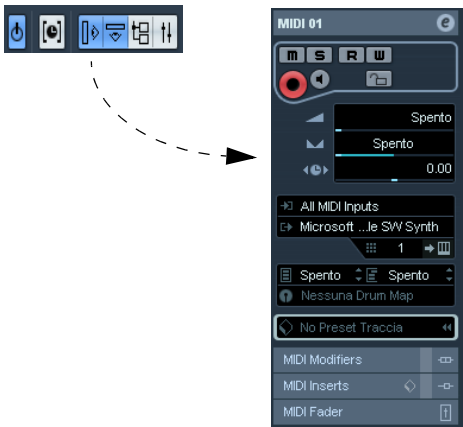 MIDI 01
e
m S R W
Spento
Spento
0.00
All MIDI Inputs
Microsoft ...le SW Synth
1
Spento Spento
Nessuna Drum Map
No Preset Traccia
MIDI Modifiers
MIDI Inserts
MIDI Fader